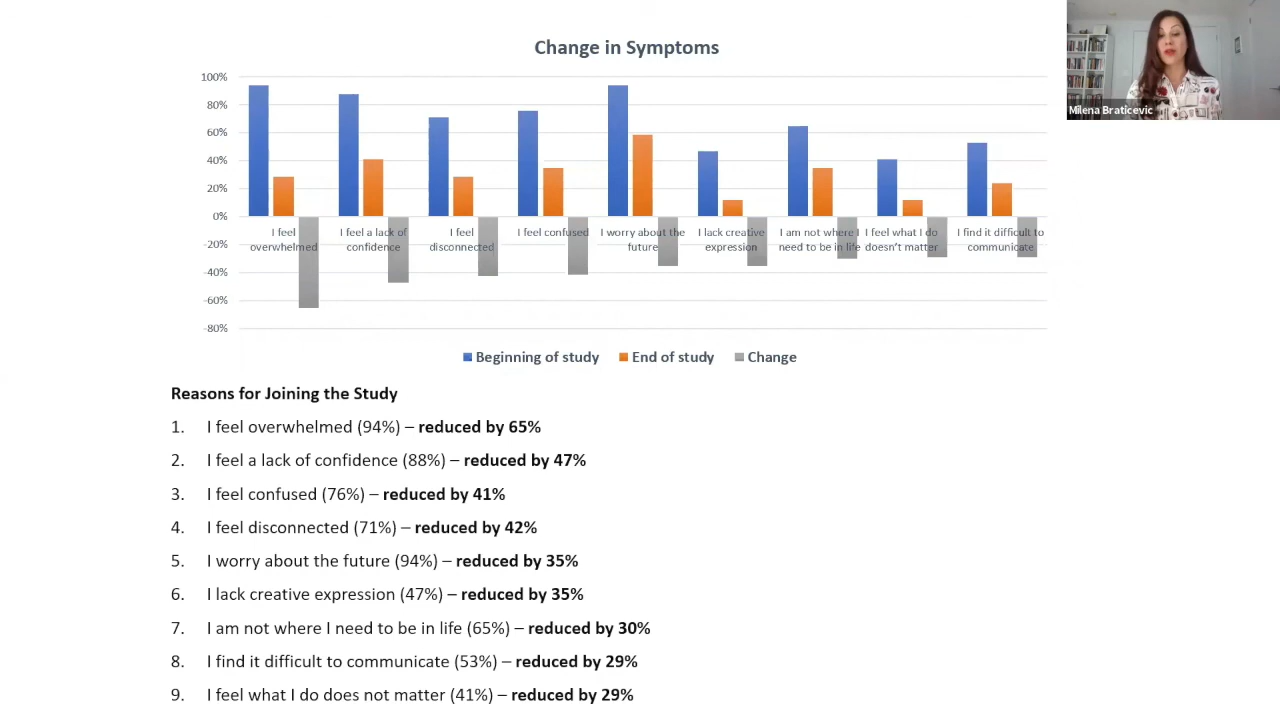 Change in Symptoms
Milena Braticevic
100%
80%
60%
40%
20%
0%
-20%
-40%
-60%
-80%
I feel overwhelmed
I feel a lack of confidence
I feel disconnected
I feel confused
I worry about the future
I lack creative expression
I am not where I need to be in life
I feel what I do doesn't matter
I find it difficult to communicate
Beginning of study End of study Change
Reasons for Joining the Study
1. I feel overwhelmed (94%) – reduced by 65%
2. I feel a lack of confidence (88%) – reduced by 47%
3. I feel confused (76%) – reduced by 41%
4. I feel disconnected (71%) – reduced by 42%
5. I worry about the future (94%) – reduced by 35%
6. I lack creative expression (47%) – reduced by 35%
7. I am not where I need to be in life (65%) – reduced by 30%
8. I find it difficult to communicate (53%) – reduced by 29%
9. I feel what I do does not matter (41%) – reduced by 29%